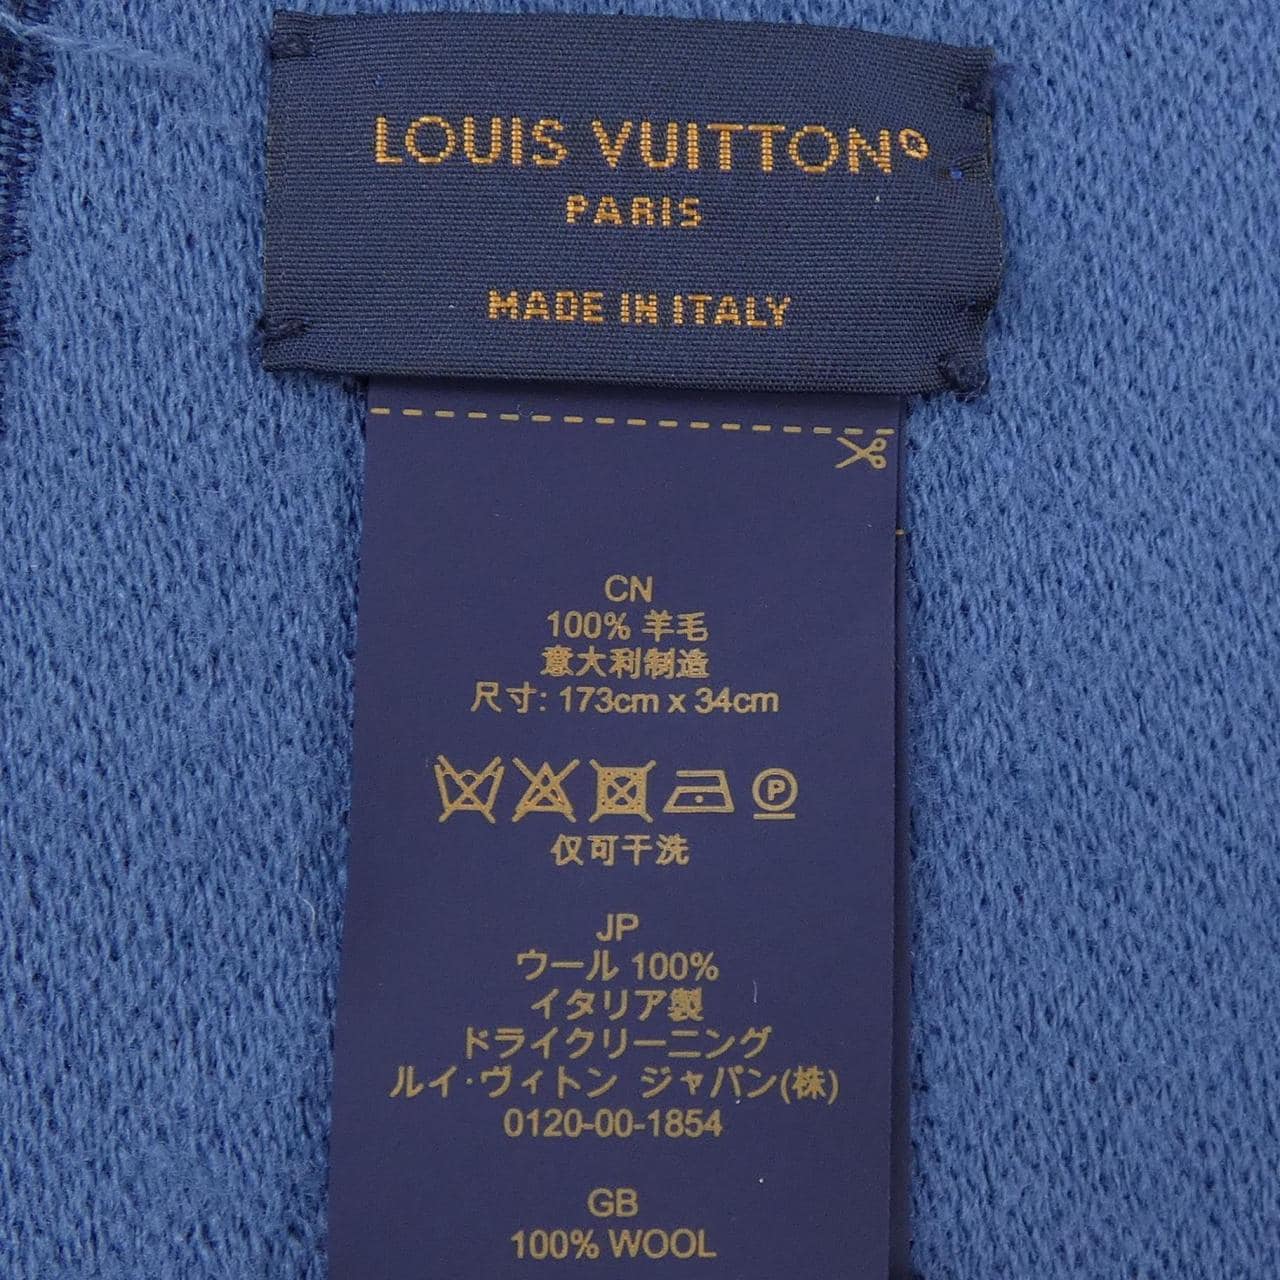 LOUIS VUITTON®
PARIS
MADE IN ITALY
CN
100% 羊毛
意大利制造
尺寸: 173cm x 34cm
P
仅可干洗
JP
ウール 100%
イタリア製
ドライクリーニング
ルイ·ヴィトン ジャパン(株)
0120-00-1854
GB
100% WOOL